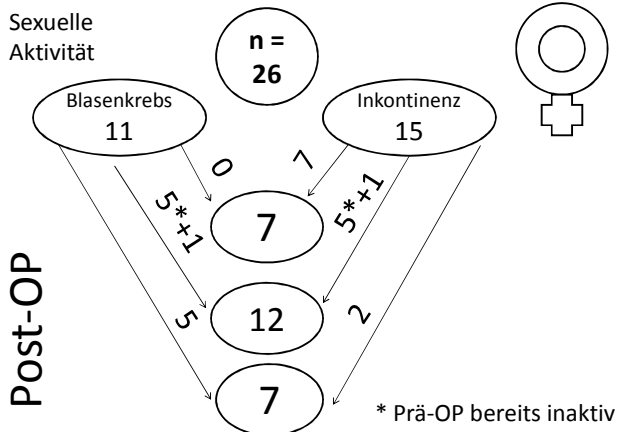 Sexuelle
Aktivität
n =
26
Blasenkrebs
11
Inkontinenz
15
0
7
5*+1
7
5*+1
Post-OP
5
12
2
7
* Prä-OP bereits inaktiv